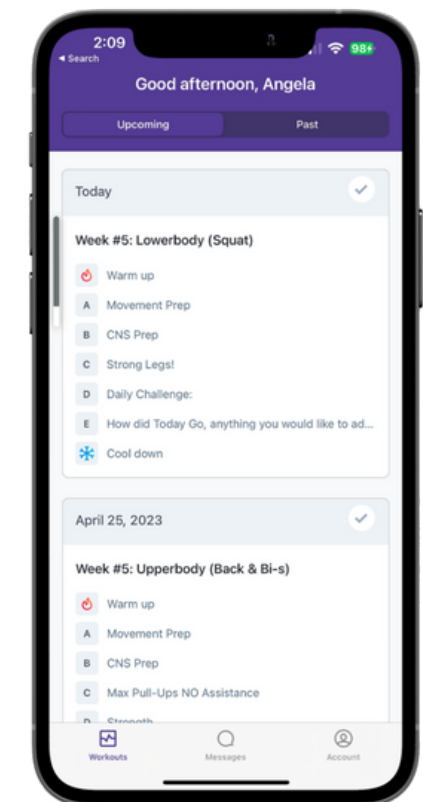 2:09
98
◄ Search
Good afternoon, Angela
Upcoming
Past
Today
Week #5: Lowerbody (Squat)
Warm up
A Movement Prep
B CNS Prep
C Strong Legs!
D Daily Challenge:
E How did Today Go, anything you would like to ad...
Cool down
April 25, 2023
Week #5: Upperbody (Back & Bi-s)
Warm up
A Movement Prep
B CNS Prep
C Max Pull-Ups NO Assistance
D Strength
Workouts
Messages
Account